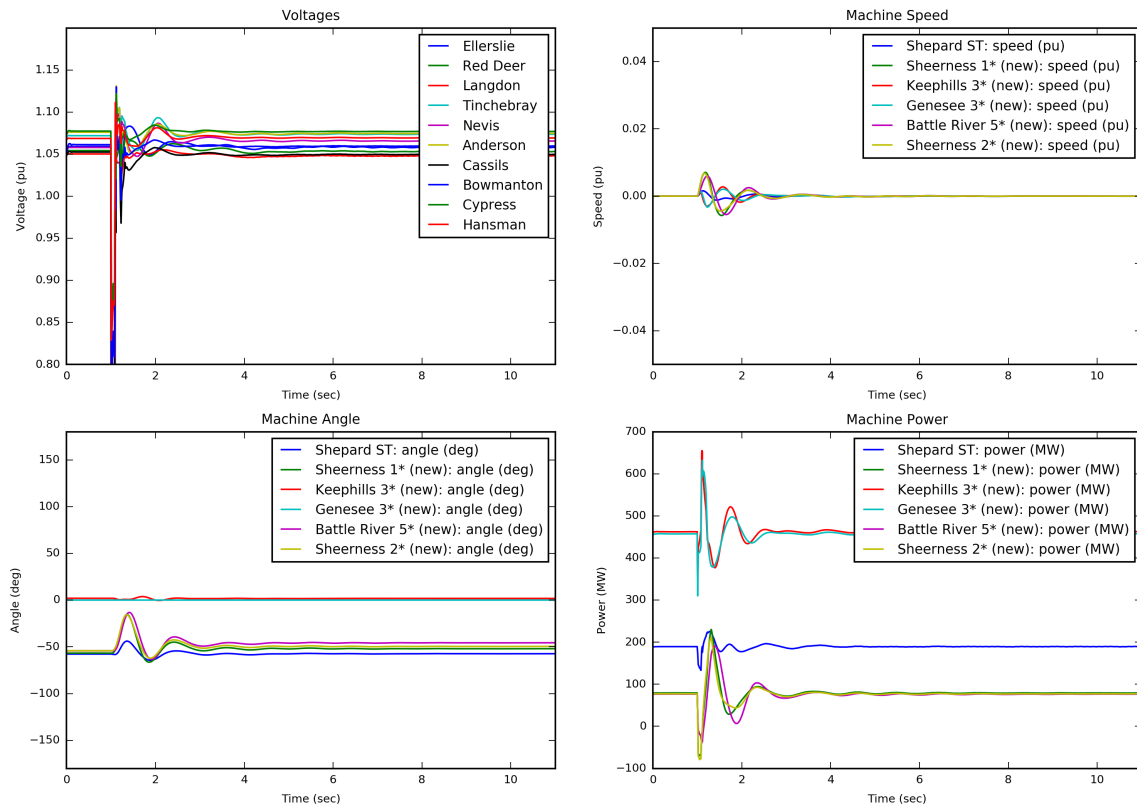 Voltages
1.15
1.10
1.05
1.00
0.95
0.90
0.85
0.80
Voltage (pu)
0
2
4
6
8
10
Time (sec)
Ellerslie
Red Deer
Langdon
Tinchebray
Nevis
Anderson
Cassils
Bowmanton
Cypress
Hansman
Machine Speed
0.04
0.02
0.00
−0.02
−0.04
Speed (pu)
0
2
4
6
8
10
Time (sec)
Shepard ST: speed (pu)
Sheerness 1* (new): speed (pu)
Keephills 3* (new): speed (pu)
Genesee 3* (new): speed (pu)
Battle River 5* (new): speed (pu)
Sheerness 2* (new): speed (pu)
Machine Angle
150
100
50
0
−50
−100
−150
Angle (deg)
0
2
4
6
8
10
Time (sec)
Shepard ST: angle (deg)
Sheerness 1* (new): angle (deg)
Keephills 3* (new): angle (deg)
Genesee 3* (new): angle (deg)
Battle River 5* (new): angle (deg)
Sheerness 2* (new): angle (deg)
Machine Power
700
600
500
400
300
200
100
0
−100
Power (MW)
0
2
4
6
8
10
Time (sec)
Shepard ST: power (MW)
Sheerness 1* (new): power (MW)
Keephills 3* (new): power (MW)
Genesee 3* (new): power (MW)
Battle River 5* (new): power (MW)
Sheerness 2* (new): power (MW)